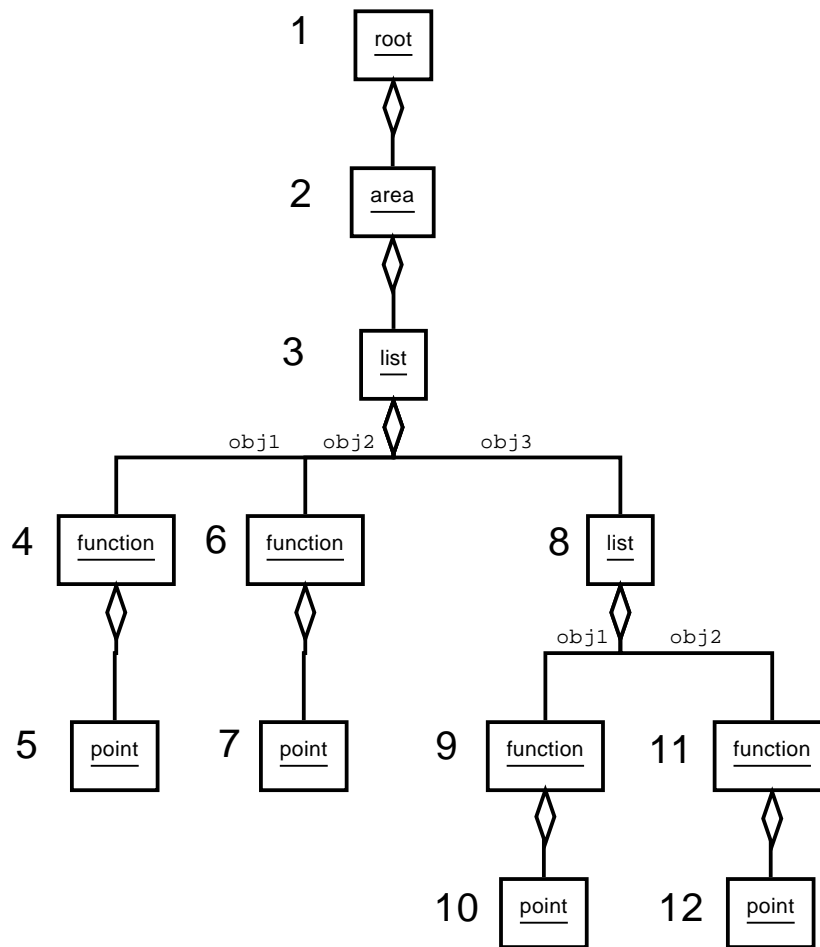 1
root
2
area
3
list
obj1 obj2 obj3
4 function 6 function 8 list
obj1 obj2
5 point 7 point 9 function 11 function
10 point 12 point